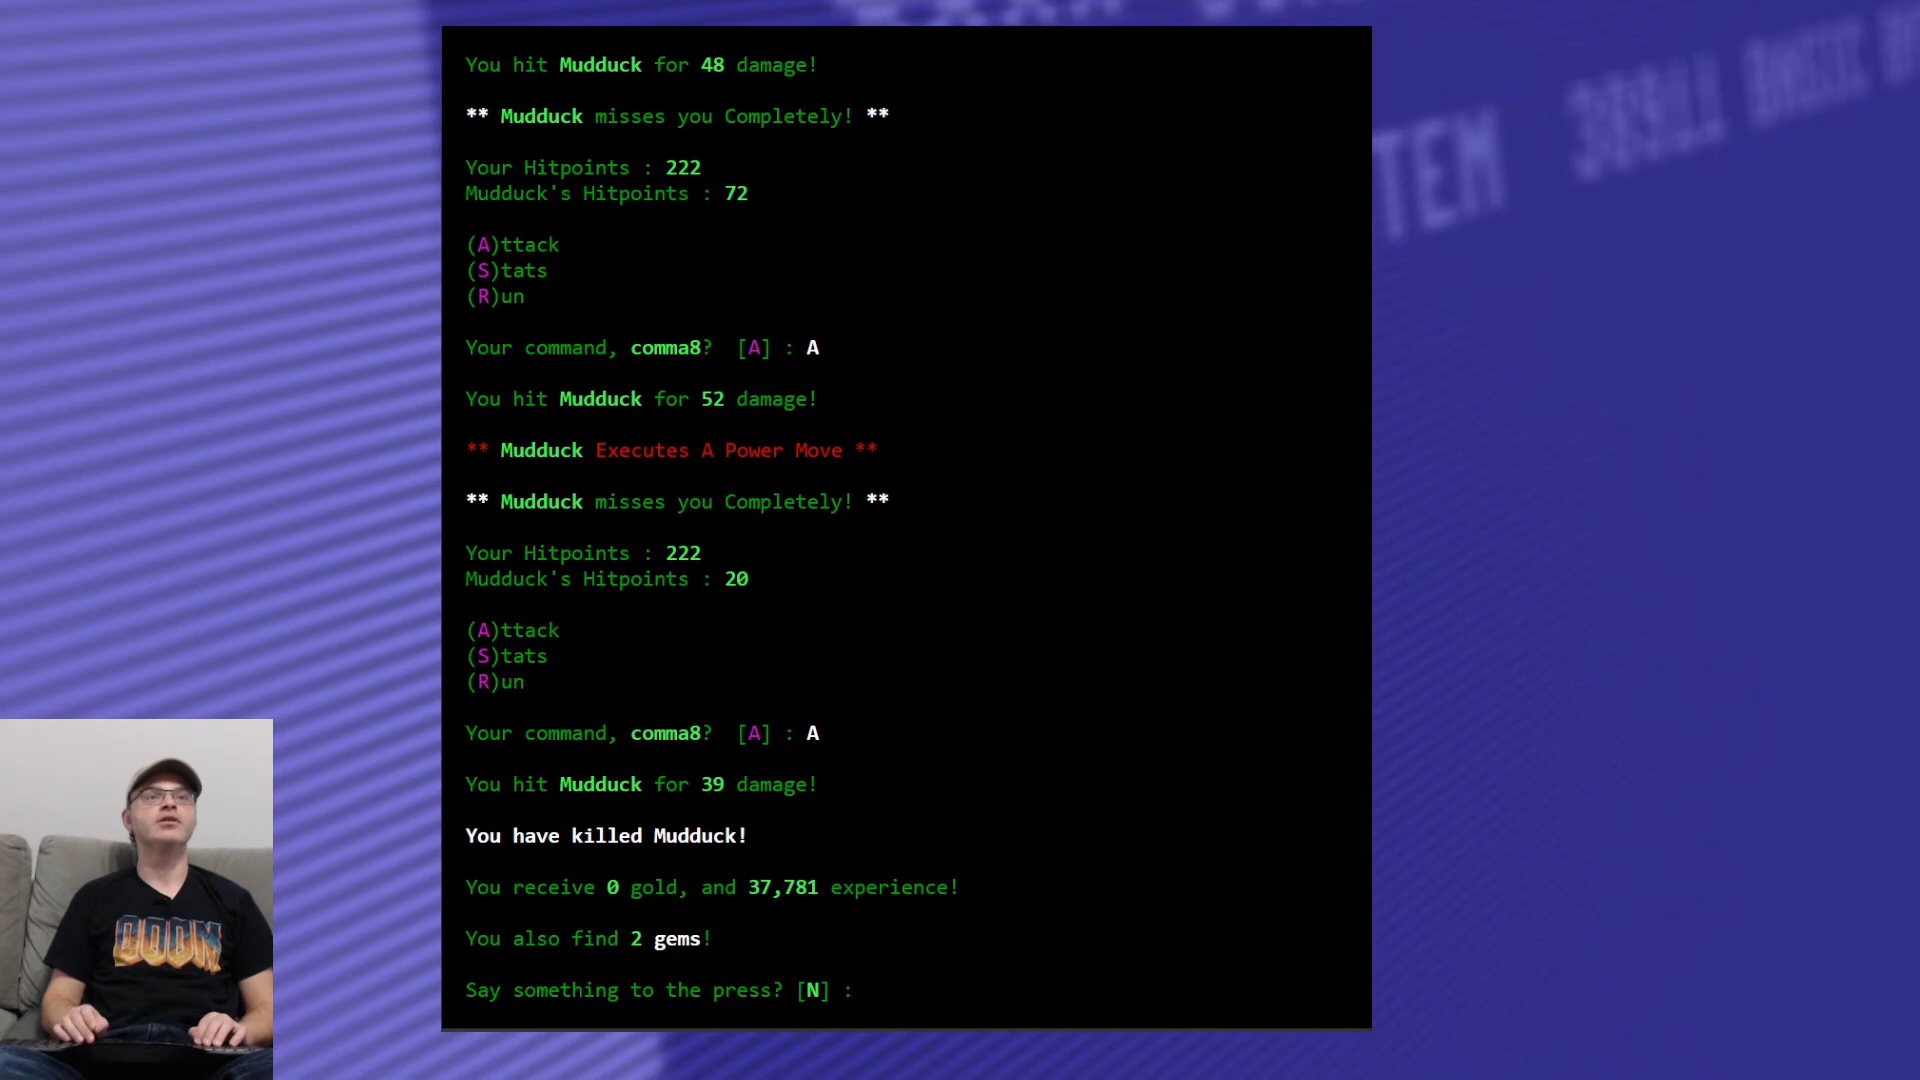 You hit Mudduck for 48 damage!
** Mudduck misses you Completely! **
Your Hitpoints : 222
Mudduck's Hitpoints : 72
(A)ttack
(S)tats
(R)un
Your command, comma8?  [A] : A
You hit Mudduck for 52 damage!
** Mudduck Executes A Power Move **
** Mudduck misses you Completely! **
Your Hitpoints : 222
Mudduck's Hitpoints : 20
(A)ttack
(S)tats
(R)un
Your command, comma8?  [A] : A
You hit Mudduck for 39 damage!
You have killed Mudduck!
You receive 0 gold, and 37,781 experience!
You also find 2 gems!
Say something to the press? [N] :
DOOM